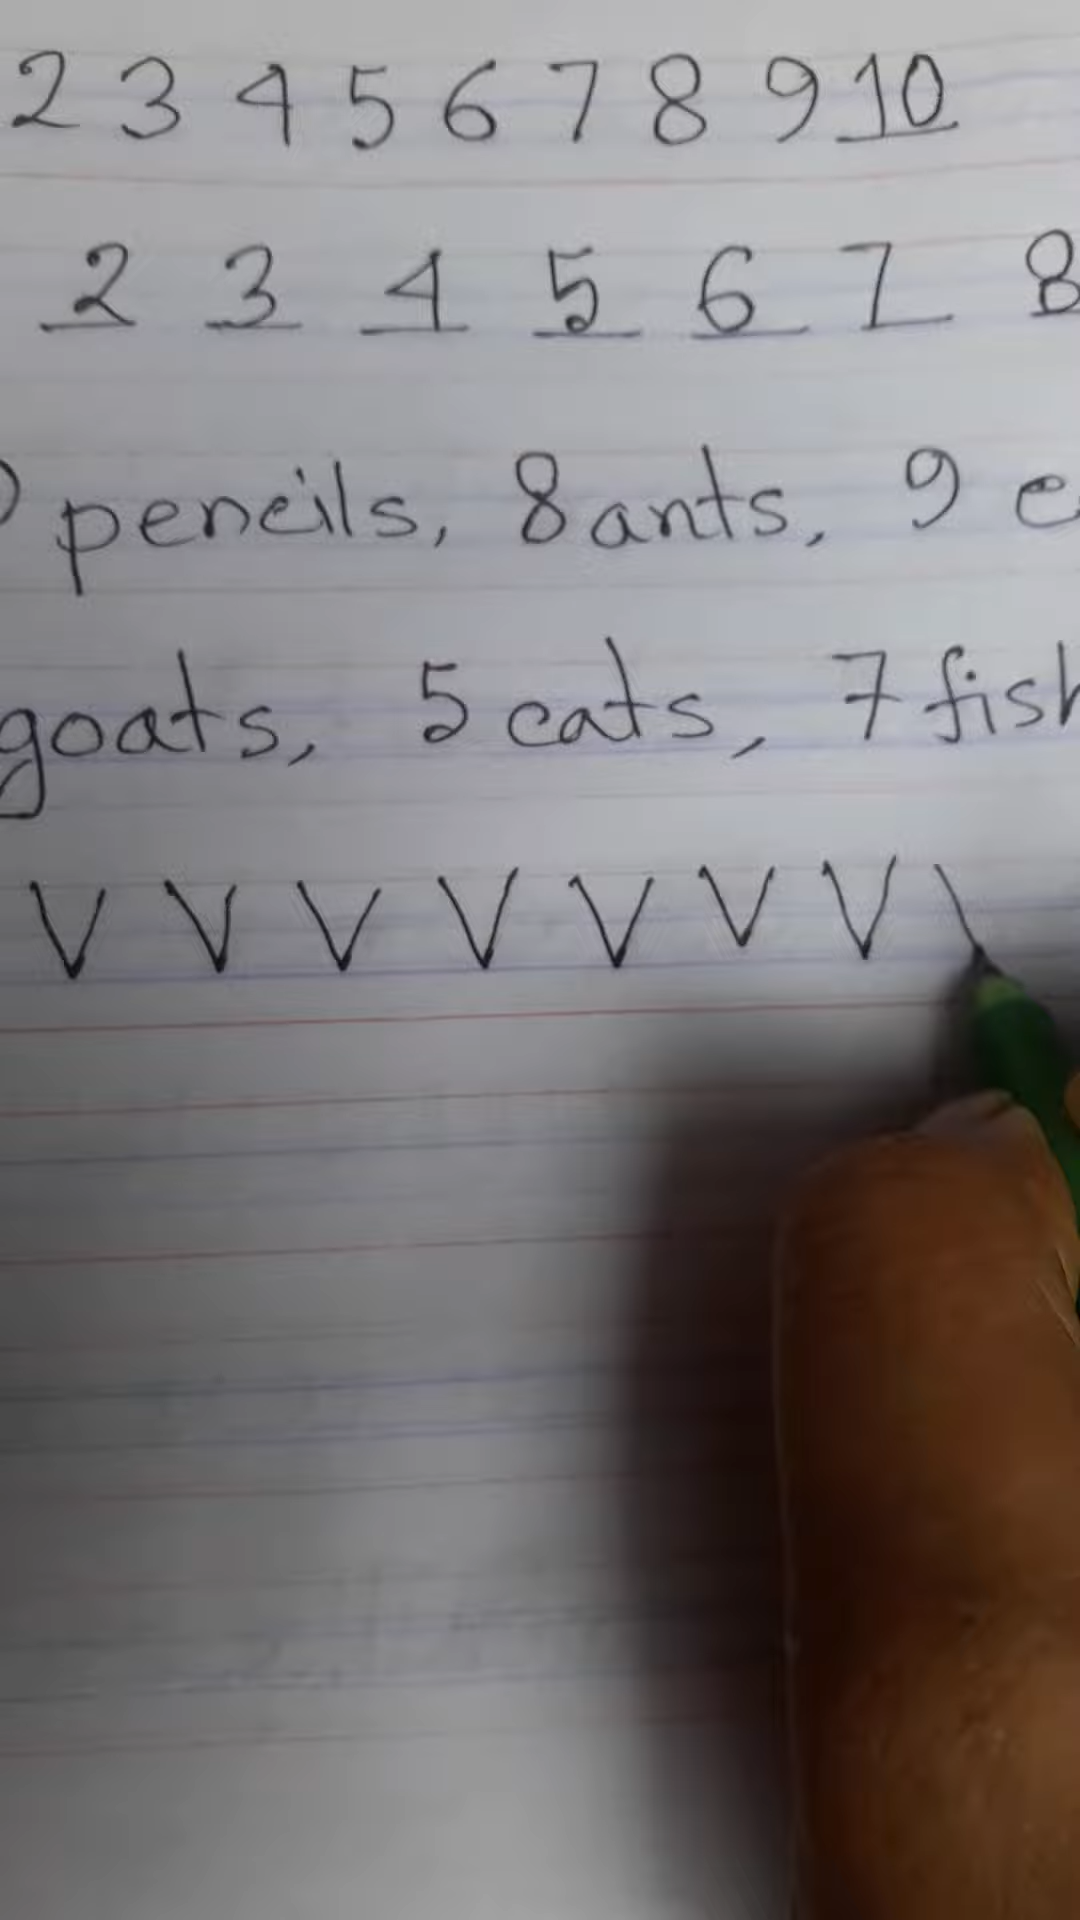 2 3 4 5 6 7 8 9 10
2 3 4 5 6 7 8
pencils, 8 ants, 9
goats, 5 cats, 7 fish
V V V V V V V